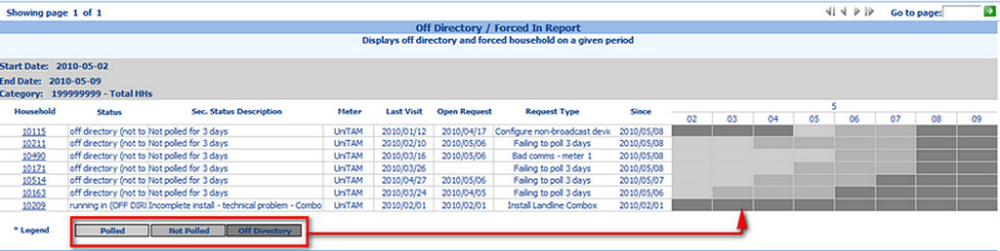 Showing page 1 of 1 Go to page:
Off Directory / Forced In Report
Displays off directory and forced household on a given period
Start Date: 2010-05-02
End Date: 2010-05-09
Category: 199999999 - Total HHs
Household Status Sec. Status Description Meter Last Visit Open Request Request Type Since 5
02 03 04 05 06 07 08 09
10115 off directory (not to Not polled for 3 days UniTAM 2010/01/12 2010/04/17 Configure non-broadcast devic 2010/05/08
10211 off directory (not to Not polled for 3 days UniTAM 2010/02/10 2010/05/06 Failing to poll 3 days 2010/05/08
10490 off directory (not to Not polled for 3 days UniTAM 2010/03/16 2010/05/06 Bad comms - meter 1 2010/05/08
10171 off directory (not to Not polled for 3 days UniTAM 2010/03/26 Failing to poll 3 days 2010/05/08
10514 off directory (not to Not polled for 3 days UniTAM 2010/04/27 2010/05/06 Failing to poll 3 days 2010/05/07
10163 off directory (not to Not polled for 3 days UniTAM 2010/03/24 2010/04/05 Failing to poll 3 days 2010/05/06
10209 running in (OFF DIRI Incomplete install - technical problem - Combo UniTAM 2010/02/01 2010/02/01 Install Landline Combox 2010/02/01
* Legend Polled Not Polled Off Directory